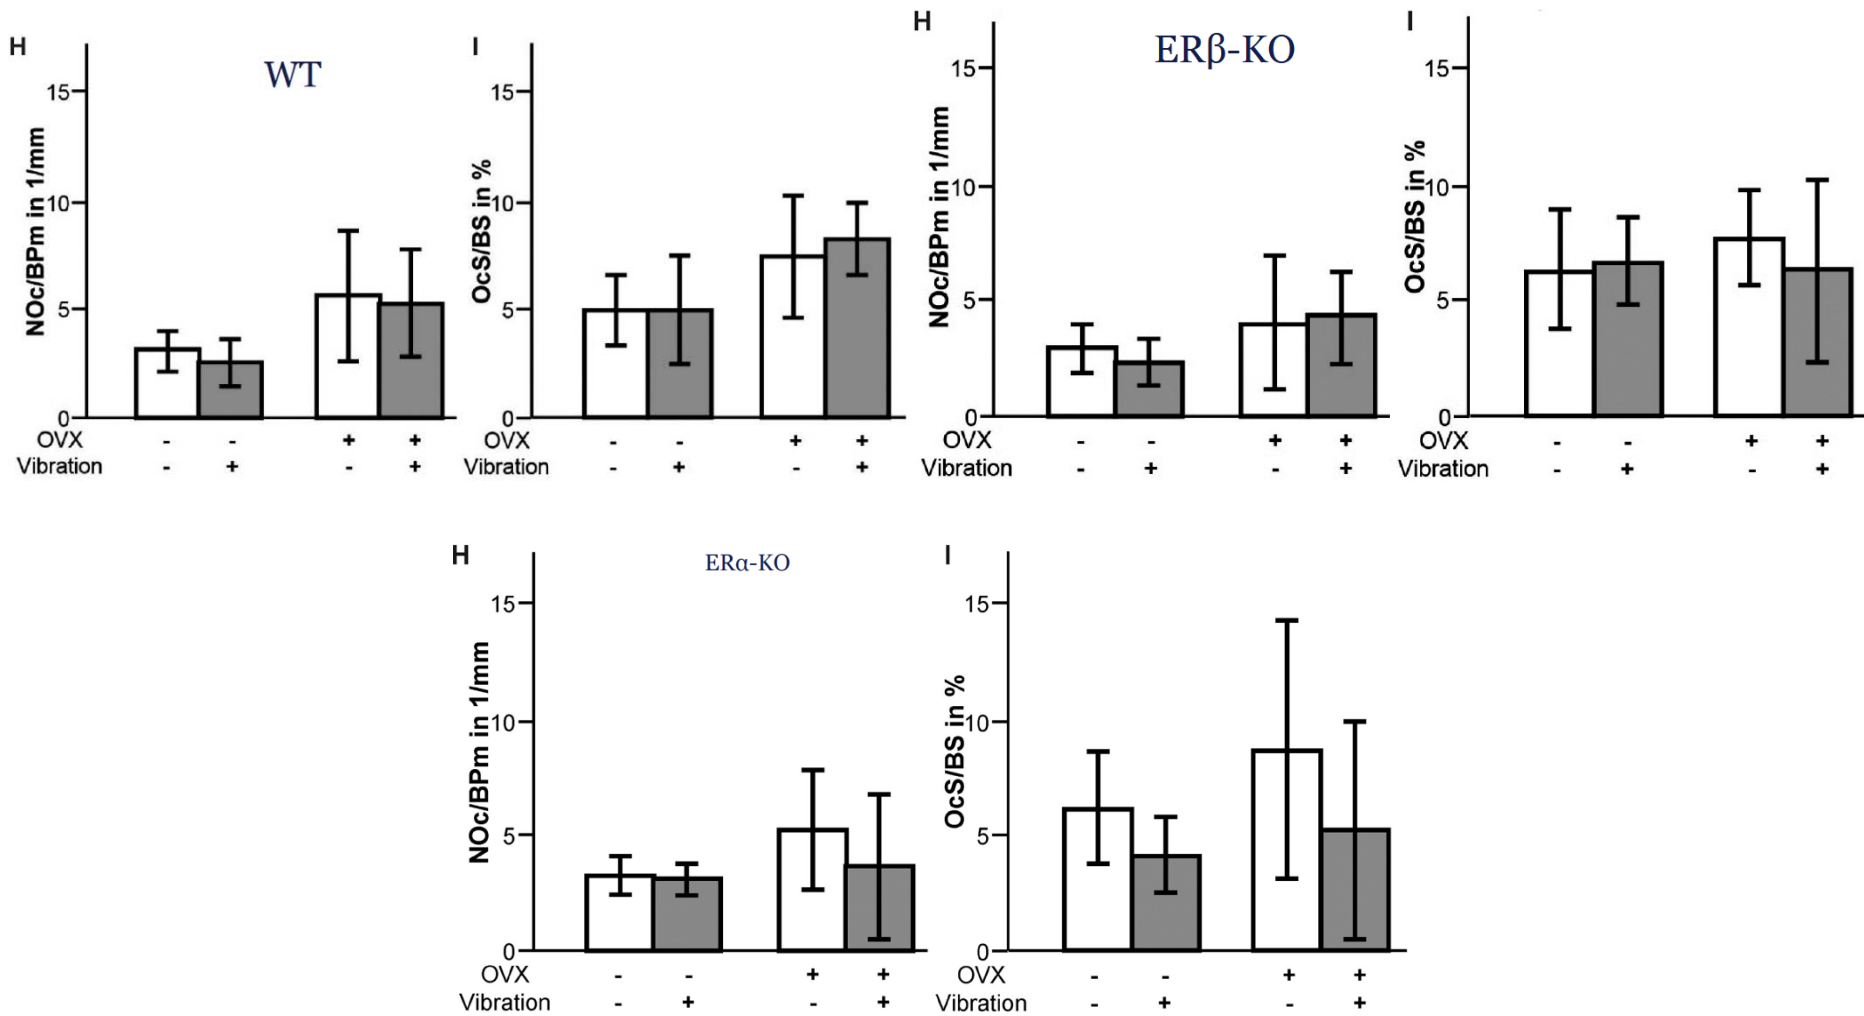 H
WT
NOc/BPm in 1/mm
15
10
5
0
OVX - - + +
Vibration - + - +
I
OcS/BS in %
15
10
5
0
OVX - - + +
Vibration - + - +
H
ERβ-KO
NOc/BPm in 1/mm
15
10
5
0
OVX - - + +
Vibration - + - +
I
OcS/BS in %
15
10
5
0
OVX - - + +
Vibration - + - +
H
ERα-KO
NOc/BPm in 1/mm
15
10
5
0
OVX - - + +
Vibration - + - +
I
OcS/BS in %
15
10
5
0
OVX - - + +
Vibration - + - +